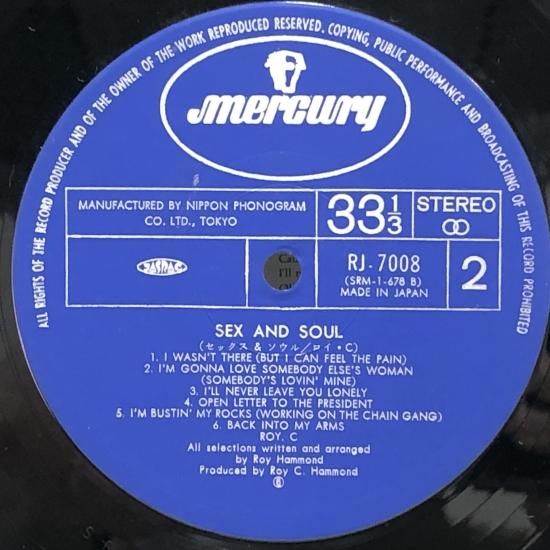 ALL RIGHTS OF THE RECORD PRODUCER AND OF THE OWNER OF THE WORK REPRODUCED RESERVED. COPYING, PUBLIC PERFORMANCE AND BROADCASTING OF THIS RECORD PROHIBITED
mercury
MANUFACTURED BY NIPPON PHONOGRAM
CO. LTD., TOKYO
33 1/3
STEREO
JASRAC
RJ-7008
(SRM-1-678 B)
MADE IN JAPAN
2
SEX AND SOUL
(セックス & ソウル/ロイ・C)
1. I WASN'T THERE (BUT I CAN FEEL THE PAIN)
2. I'M GONNA LOVE SOMEBODY ELSE'S WOMAN
(SOMEBODY'S LOVIN' MINE)
3. I'LL NEVER LEAVE YOU LONELY
4. OPEN LETTER TO THE PRESIDENT
5. I'M BUSTIN' MY ROCKS (WORKING ON THE CHAIN GANG)
6. BACK INTO MY ARMS
ROY. C
All selections written and arranged
by Roy Hammond
Produced by Roy C. Hammond